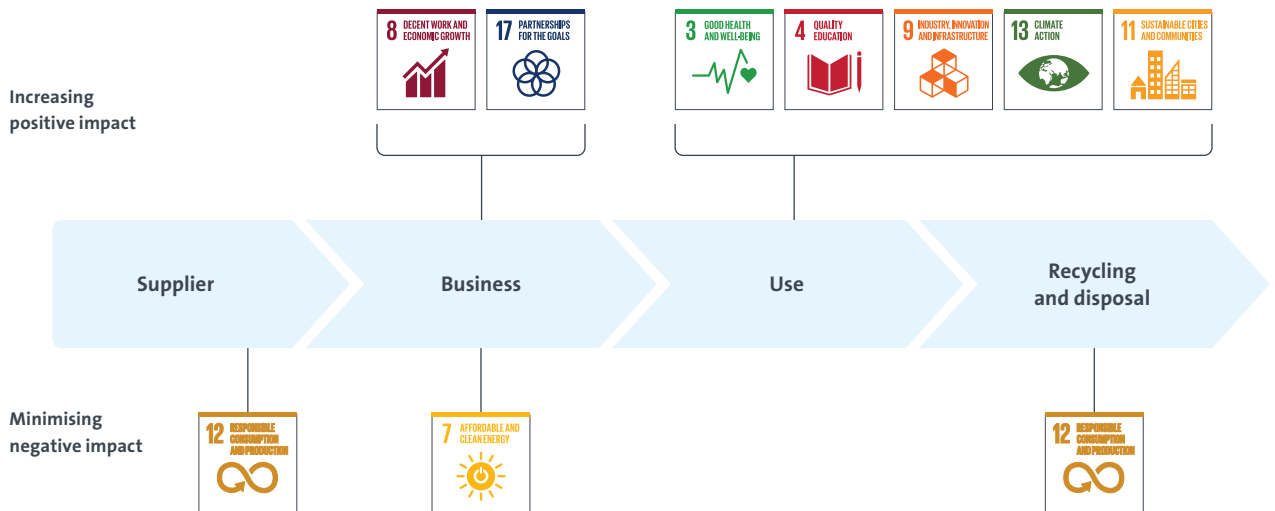 8 DECENT WORK AND
ECONOMIC GROWTH
17 PARTNERSHIPS
FOR THE GOALS
3 GOOD HEALTH
AND WELL-BEING
4 QUALITY
EDUCATION
9 INDUSTRY, INNOVATION
AND INFRASTRUCTURE
13 CLIMATE
ACTION
11 SUSTAINABLE CITIES
AND COMMUNITIES
Increasing
positive impact
Supplier
Business
Use
Recycling
and disposal
Minimising
negative impact
12 RESPONSIBLE
CONSUMPTION
AND PRODUCTION
7 AFFORDABLE AND
CLEAN ENERGY
12 RESPONSIBLE
CONSUMPTION
AND PRODUCTION